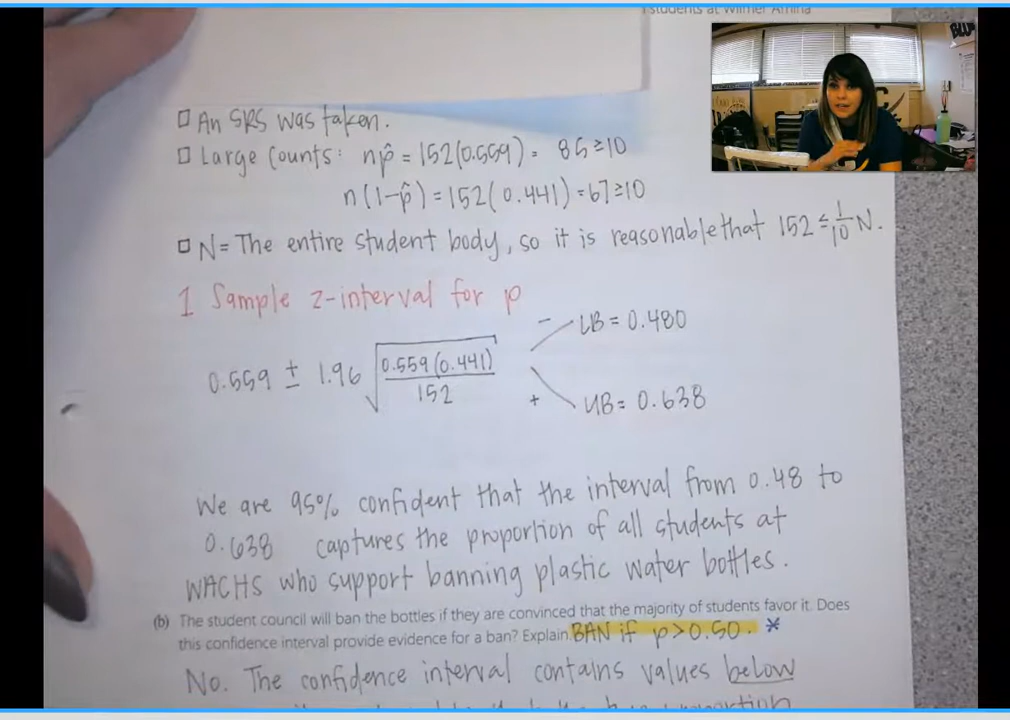 students at Wilmer Amina
□ An SRS was taken.
□ Large Counts: np̂ = 152(0.559) = 85 ≥ 10
n(1-p̂) = 152(0.441) = 67 ≥ 10
□ N = The entire student body, so it is reasonable that 152 ≤ 1/10 N.
1 Sample z-interval for p
0.559 ± 1.96 √(0.559(0.441)/152)
- LB = 0.480
+ UB = 0.638
We are 95% confident that the interval from 0.48 to
0.638 captures the proportion of all students at
WACHS who support banning plastic water bottles.
(b) The student council will ban the bottles if they are convinced that the majority of students favor it. Does
this confidence interval provide evidence for a ban? Explain. BAN if p > 0.50. *
No. The confidence interval contains values below